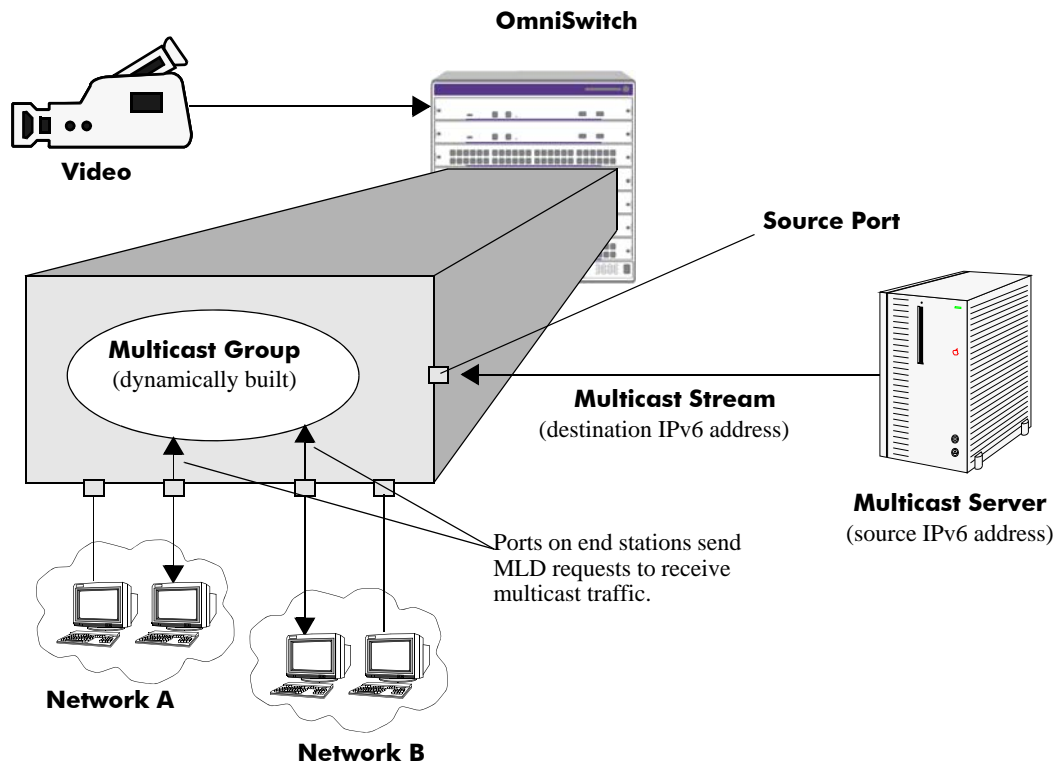 OmniSwitch
Video
Source Port
Multicast Group
(dynamically built)
Multicast Stream
(destination IPv6 address)
Multicast Server
(source IPv6 address)
Ports on end stations send
MLD requests to receive
multicast traffic.
Network A
Network B